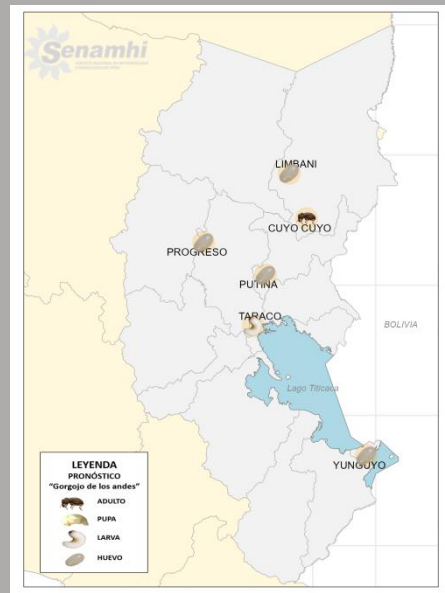 Senamhi
LIMBANI
CUYO CUYO
PROGRESO
PUTINA
TARACO
BOLIVIA
Lago Titicaca
YUNGUYO
LEYENDA
PRONÓSTICO
"Gorgojo de los andes"
ADULTO
PUPA
LARVA
HUEVO